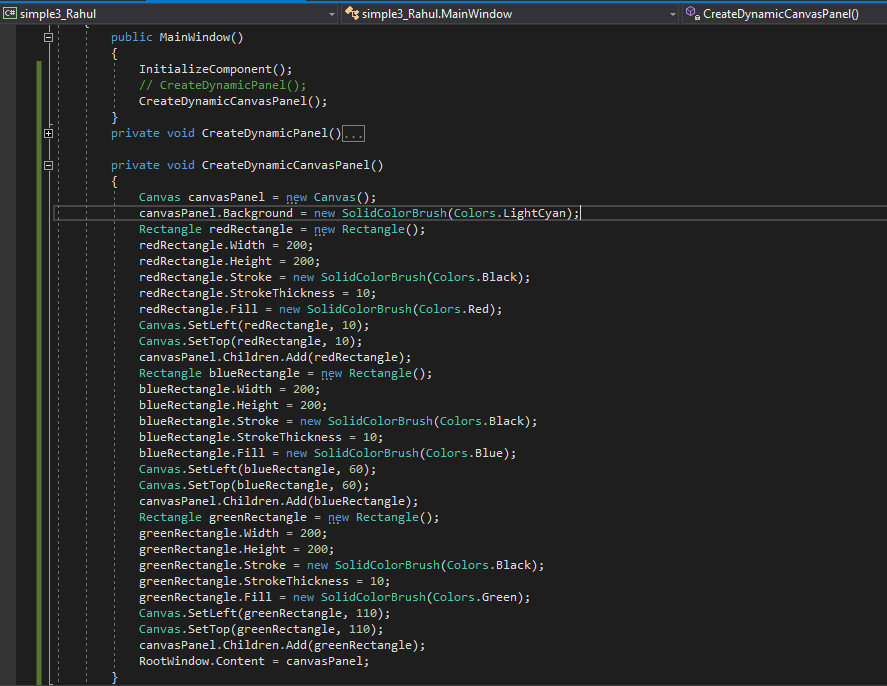 C# simple3_Rahul simple3_Rahul.MainWindow CreateDynamicCanvasPanel()
{
public MainWindow()
{
InitializeComponent();
// CreateDynamicPanel();
CreateDynamicCanvasPanel();
}
private void CreateDynamicPanel()...
private void CreateDynamicCanvasPanel()
{
Canvas canvasPanel = new Canvas();
canvasPanel.Background = new SolidColorBrush(Colors.LightCyan);
Rectangle redRectangle = new Rectangle();
redRectangle.Width = 200;
redRectangle.Height = 200;
redRectangle.Stroke = new SolidColorBrush(Colors.Black);
redRectangle.StrokeThickness = 10;
redRectangle.Fill = new SolidColorBrush(Colors.Red);
Canvas.SetLeft(redRectangle, 10);
Canvas.SetTop(redRectangle, 10);
canvasPanel.Children.Add(redRectangle);
Rectangle blueRectangle = new Rectangle();
blueRectangle.Width = 200;
blueRectangle.Height = 200;
blueRectangle.Stroke = new SolidColorBrush(Colors.Black);
blueRectangle.StrokeThickness = 10;
blueRectangle.Fill = new SolidColorBrush(Colors.Blue);
Canvas.SetLeft(blueRectangle, 60);
Canvas.SetTop(blueRectangle, 60);
canvasPanel.Children.Add(blueRectangle);
Rectangle greenRectangle = new Rectangle();
greenRectangle.Width = 200;
greenRectangle.Height = 200;
greenRectangle.Stroke = new SolidColorBrush(Colors.Black);
greenRectangle.StrokeThickness = 10;
greenRectangle.Fill = new SolidColorBrush(Colors.Green);
Canvas.SetLeft(greenRectangle, 110);
Canvas.SetTop(greenRectangle, 110);
canvasPanel.Children.Add(greenRectangle);
RootWindow.Content = canvasPanel;
}